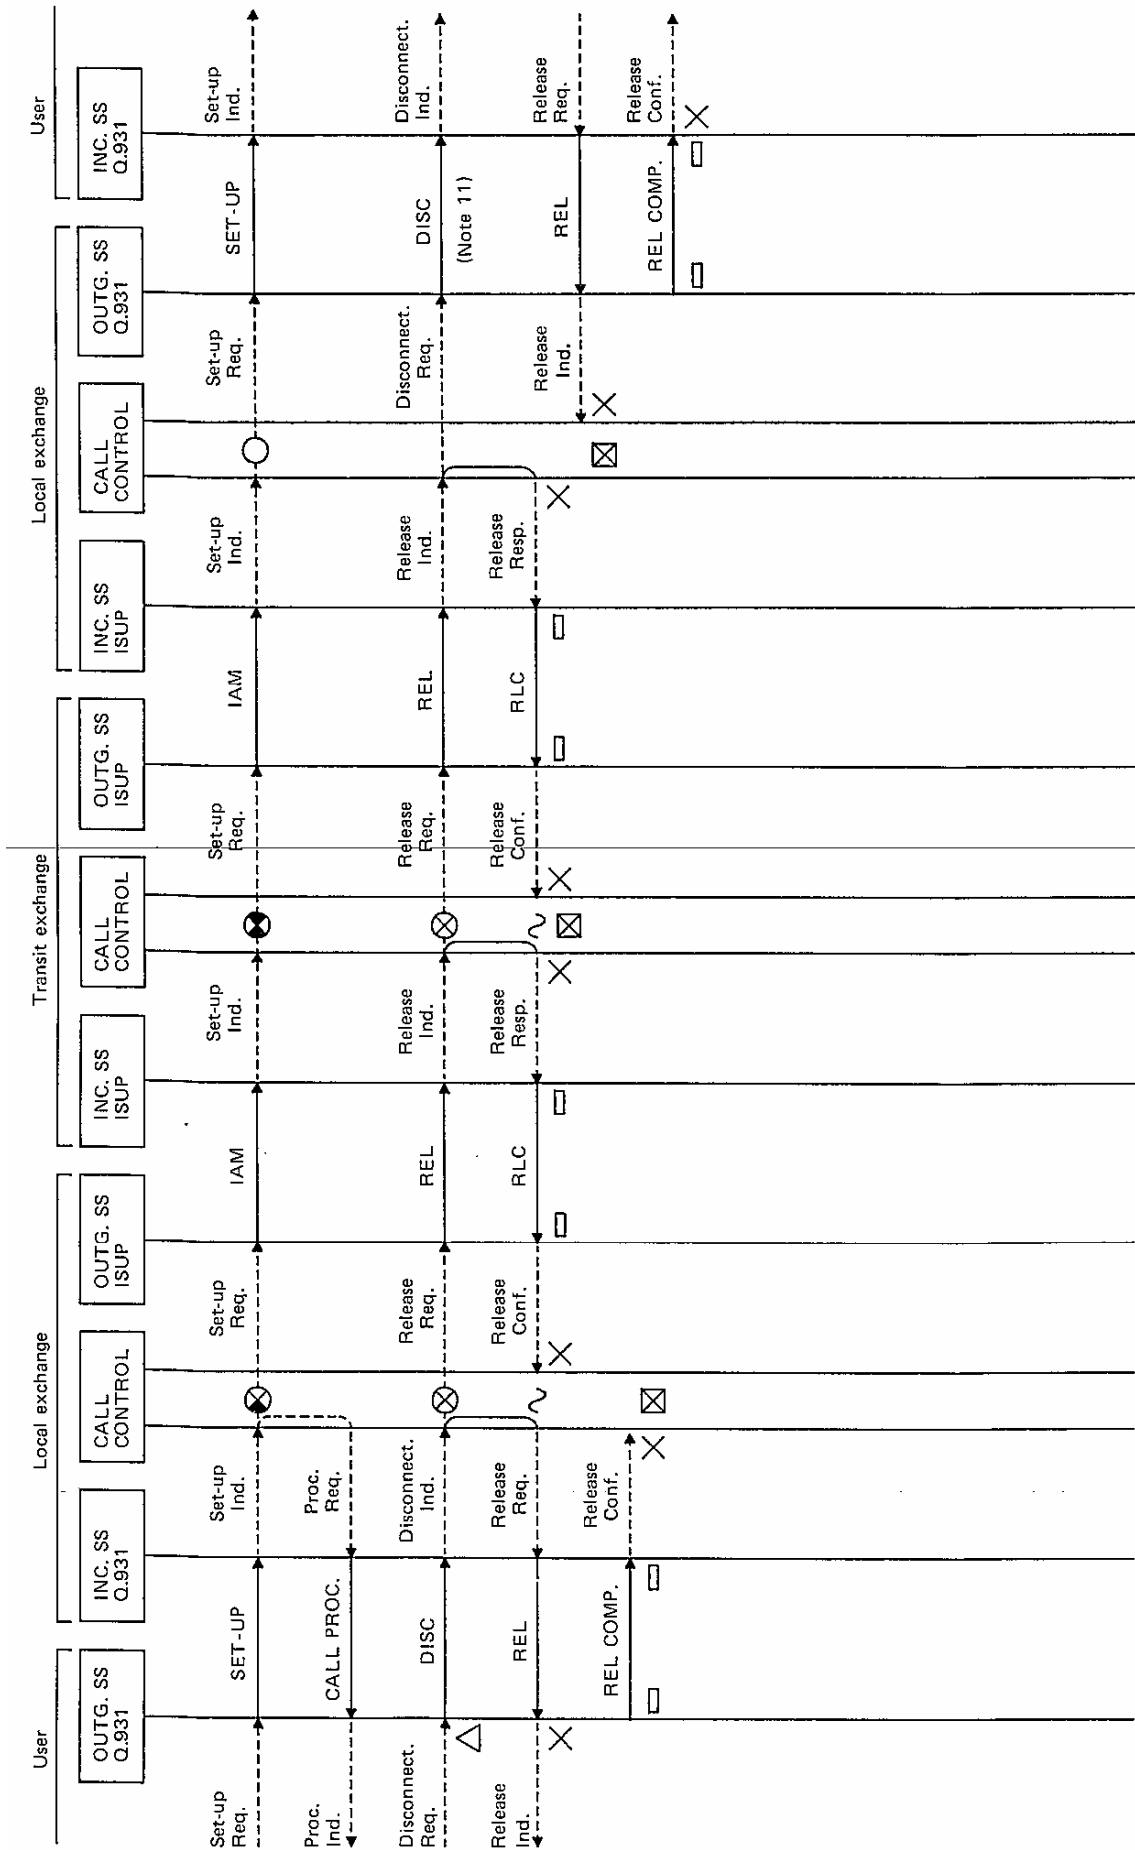 User
Local exchange
Transit exchange
Local exchange
User
OUTG. SS
Q.931
INC. SS
Q.931
CALL
CONTROL
OUTG. SS
ISUP
INC. SS
ISUP
CALL
CONTROL
OUTG. SS
ISUP
INC. SS
ISUP
CALL
CONTROL
OUTG. SS
Q.931
INC. SS
Q.931
Set-up
Req.
SET-UP
Set-up
Ind.
Set-up
Req.
IAM
Set-up
Ind.
Set-up
Req.
IAM
Set-up
Ind.
Set-up
Req.
SET-UP
Set-up
Ind.
Proc.
Ind.
CALL PROC.
Proc.
Req.
Disconnect.
Req.
DISC
Disconnect.
Ind.
Release
Req.
REL
Release
Ind.
Release
Req.
REL
Release
Ind.
Disconnect.
Req.
DISC
(Note 11)
Disconnect.
Ind.
Release
Ind.
REL
Release
Req.
Release
Conf.
RLC
Release
Resp.
Release
Conf.
RLC
Release
Resp.
Release
Ind.
REL
Release
Req.
REL COMP.
Release
Conf.
REL COMP.
Release
Conf.